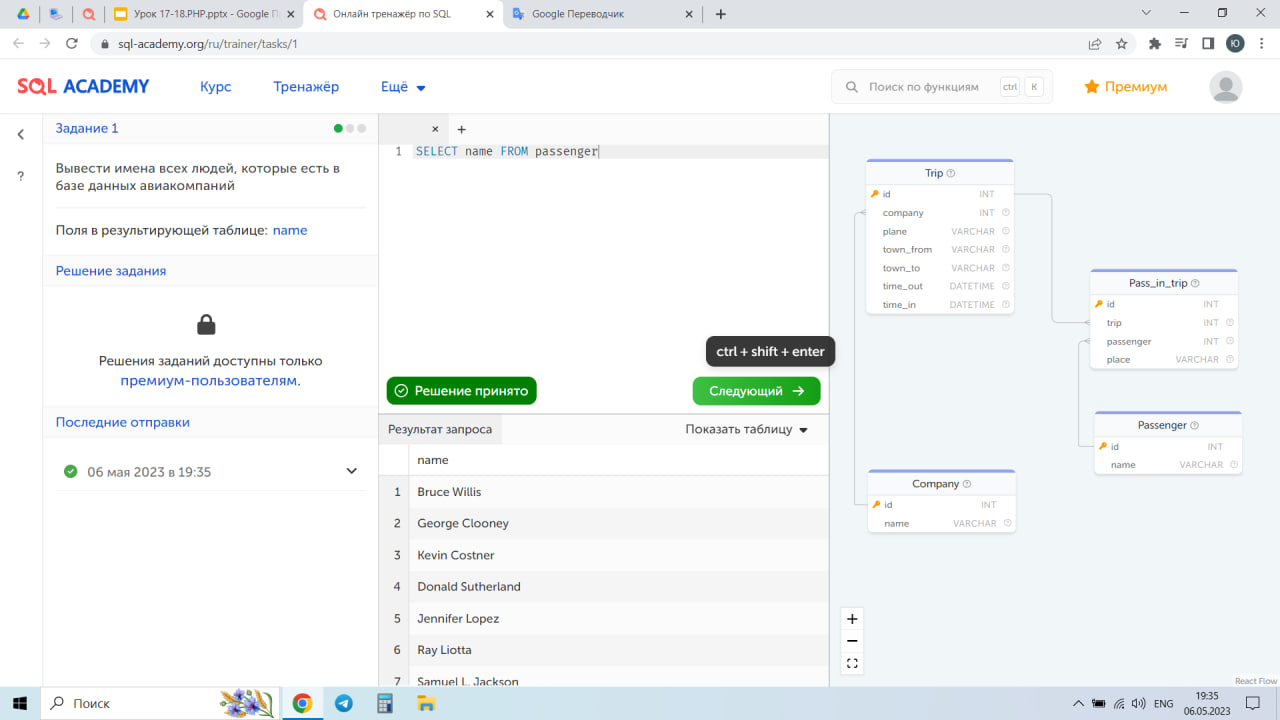 Урок 17-18.PHP.pptx - Google П
Онлайн тренажёр по SQL
Google Переводчик
sql-academy.org/ru/trainer/tasks/1
Ю
SQL ACADEMY
Курс
Тренажёр
Ещё
Поиск по функциям
ctrl
K
Премиум
?
Задание 1
Вывести имена всех людей, которые есть в
базе данных авиакомпаний
Поля в результирующей таблице: name
Решение задания
Решения заданий доступны только
премиум-пользователям.
Последние отправки
06 мая 2023 в 19:35
1 SELECT name FROM passenger
ctrl + shift + enter
Решение принято
Следующий
Результат запроса
Показать таблицу
name
1 Bruce Willis
2 George Clooney
3 Kevin Costner
4 Donald Sutherland
5 Jennifer Lopez
6 Ray Liotta
7 Samuel L. Jackson
Trip
id INT
company INT
plane VARCHAR
town_from VARCHAR
town_to VARCHAR
time_out DATETIME
time_in DATETIME
Pass_in_trip
id INT
trip INT
passenger INT
place VARCHAR
Passenger
id INT
name VARCHAR
Company
id INT
name VARCHAR
React Flow
Поиск
ENG
19:35
06.05.2023